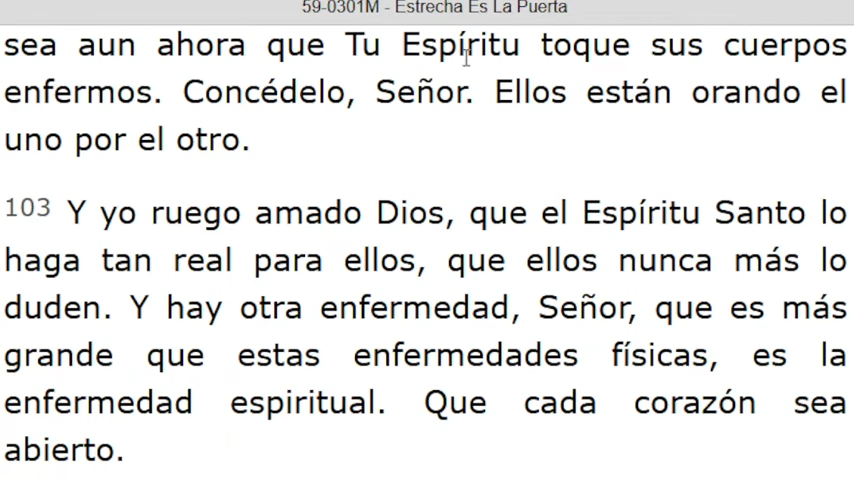 59-0301M - Estrecha Es La Puerta
sea aun ahora que Tu Espíritu toque sus cuerpos
enfermos. Concédelo, Señor. Ellos están orando el
uno por el otro.
103 Y yo ruego amado Dios, que el Espíritu Santo lo
haga tan real para ellos, que ellos nunca más lo
duden. Y hay otra enfermedad, Señor, que es más
grande que estas enfermedades físicas, es la
enfermedad espiritual. Que cada corazón sea
abierto.